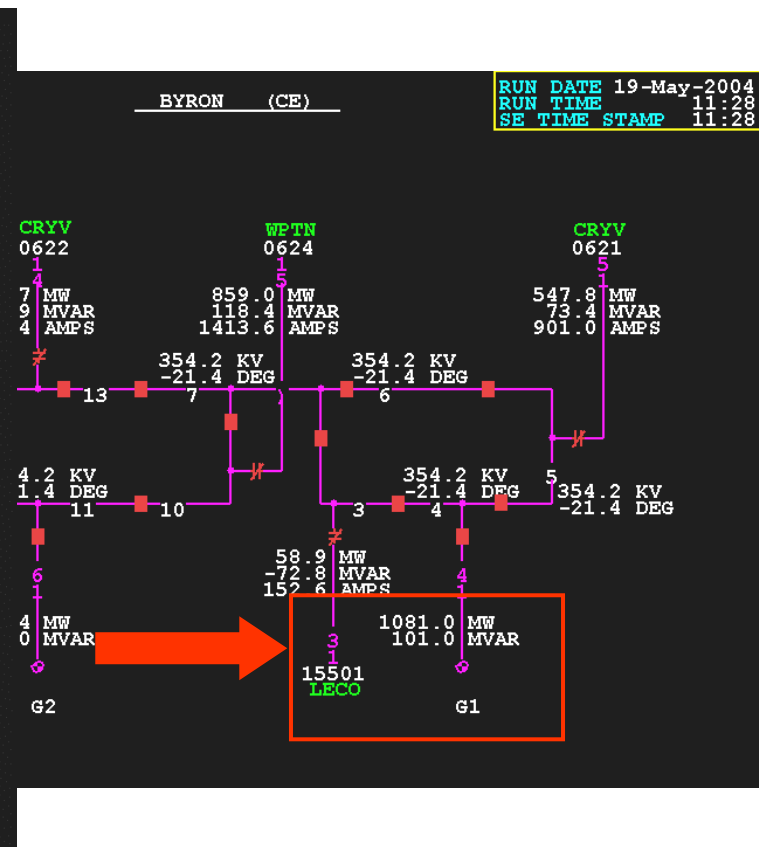 BYRON (CE)
RUN DATE 19-May-2004
RUN TIME 11:28
SE TIME STAMP 11:28
CRYV WPTN CRYV
0622 0624 0621
1 1 5
4 5 1
7 MW 859.0 MW 547.8 MW
9 MVAR 118.4 MVAR 73.4 MVAR
4 AMPS 1413.6 AMPS 901.0 AMPS
354.2 KV 354.2 KV
-21.4 DEG -21.4 DEG
13 7 6
4.2 KV 354.2 KV 5
1.4 DEG -21.4 DEG 354.2 KV
11 10 3 4 -21.4 DEG
58.9 MW
6 -72.8 MVAR 4
1 152.6 AMPS 1
4 MW 1081.0 MW
0 MVAR 3 101.0 MVAR
1
15501
LECO
G2 G1